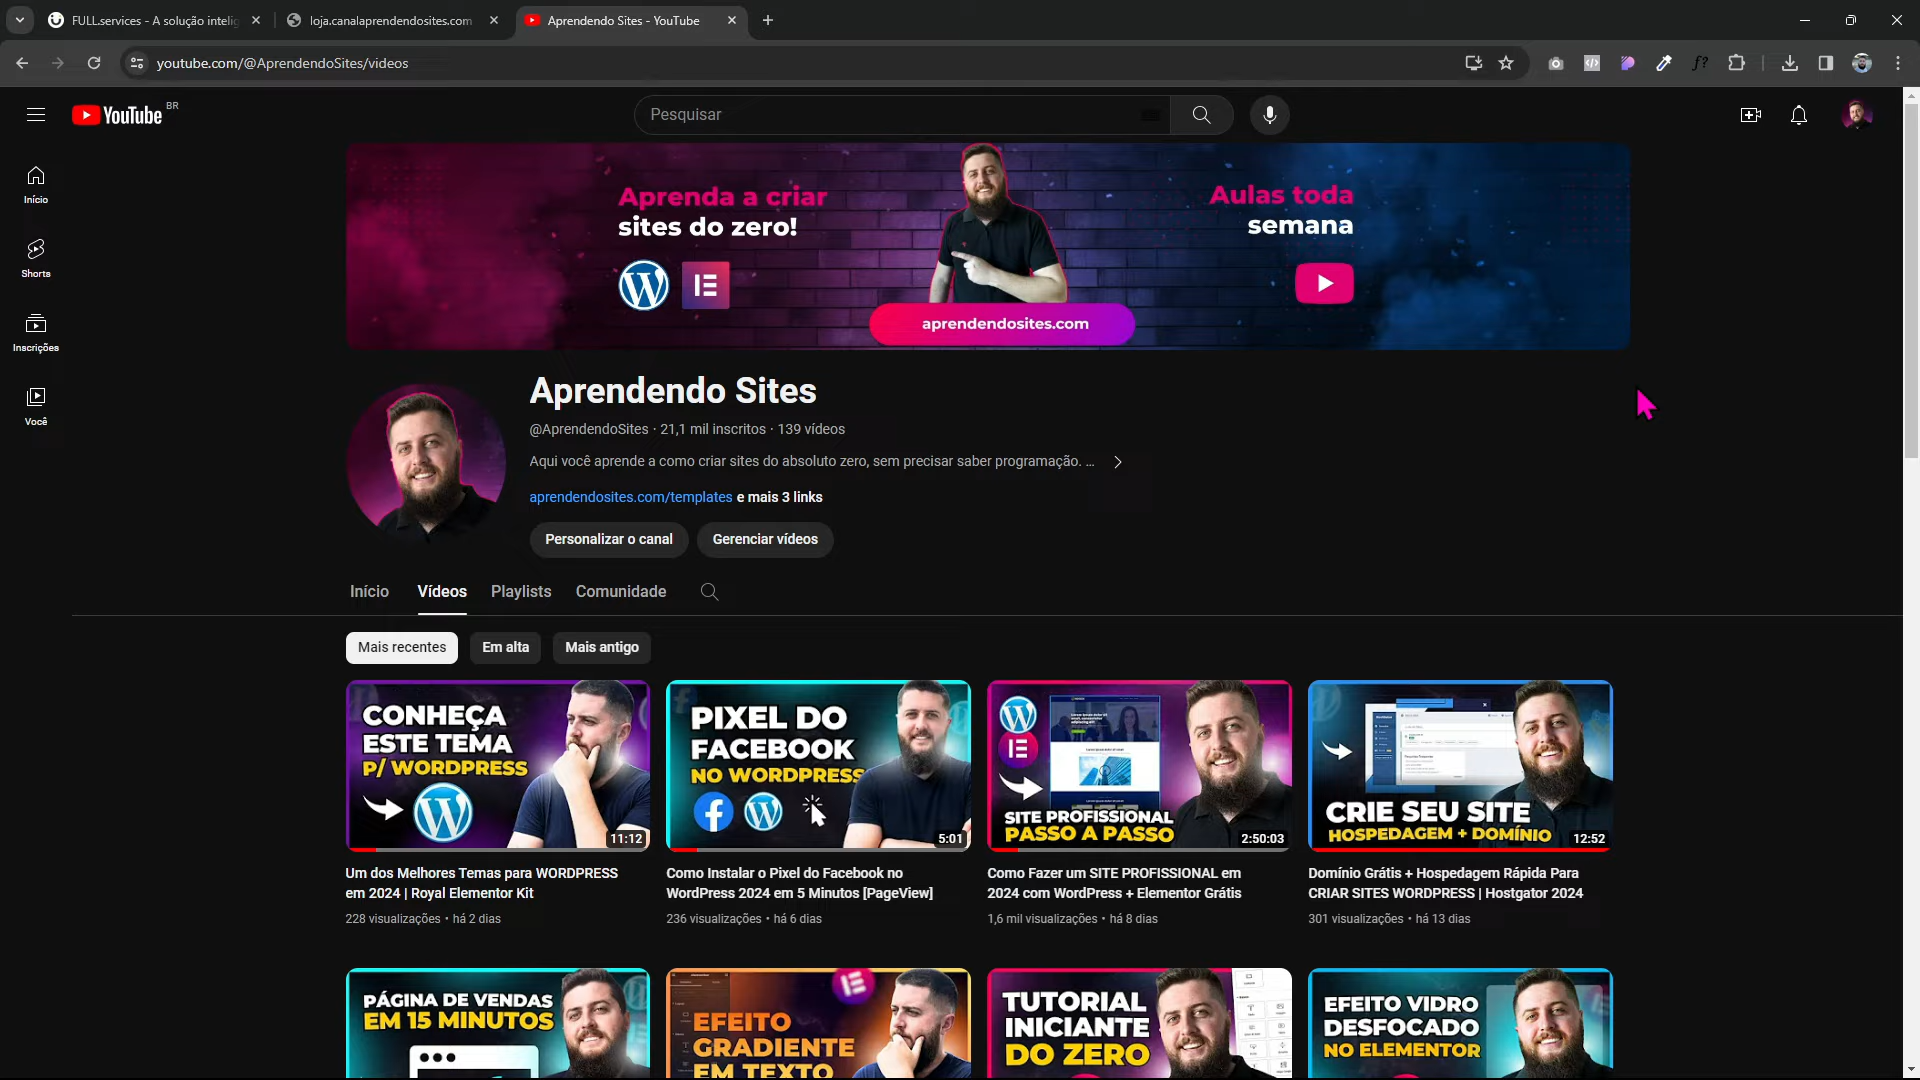 FULL.services - A solução intelig
loja.canalaprendendosites.com
Aprendendo Sites - YouTube
youtube.com/@AprendendoSites/videos
YouTube BR
Pesquisar
Início
Shorts
Inscrições
Você
Aprenda a criar
sites do zero!
Aulas toda
semana
aprendendosites.com
Aprendendo Sites
@AprendendoSites · 21,1 mil inscritos · 139 vídeos
Aqui você aprende a como criar sites do absoluto zero, sem precisar saber programação. ...
aprendendosites.com/templates e mais 3 links
Personalizar o canal
Gerenciar vídeos
Início
Vídeos
Playlists
Comunidade
Mais recentes
Em alta
Mais antigo
CONHEÇA
ESTE TEMA
P/ WORDPRESS
11:12
PIXEL DO
FACEBOOK
NO WORDPRESS
5:01
SITE PROFISSIONAL
PASSO A PASSO
2:50:03
CRIE SEU SITE
HOSPEDAGEM + DOMÍNIO
12:52
Um dos Melhores Temas para WORDPRESS
em 2024 | Royal Elementor Kit
228 visualizações • há 2 dias
Como Instalar o Pixel do Facebook no
WordPress 2024 em 5 Minutos [PageView]
236 visualizações • há 6 dias
Como Fazer um SITE PROFISSIONAL em
2024 com WordPress + Elementor Grátis
1,6 mil visualizações • há 8 dias
Domínio Grátis + Hospedagem Rápida Para
CRIAR SITES WORDPRESS | Hostgator 2024
301 visualizações • há 13 dias
PÁGINA DE VENDAS
EM 15 MINUTOS
EFEITO
GRADIENTE
EM TEXTO
TUTORIAL
INICIANTE
DO ZERO
EFEITO VIDRO
DESFOCADO
NO ELEMENTOR